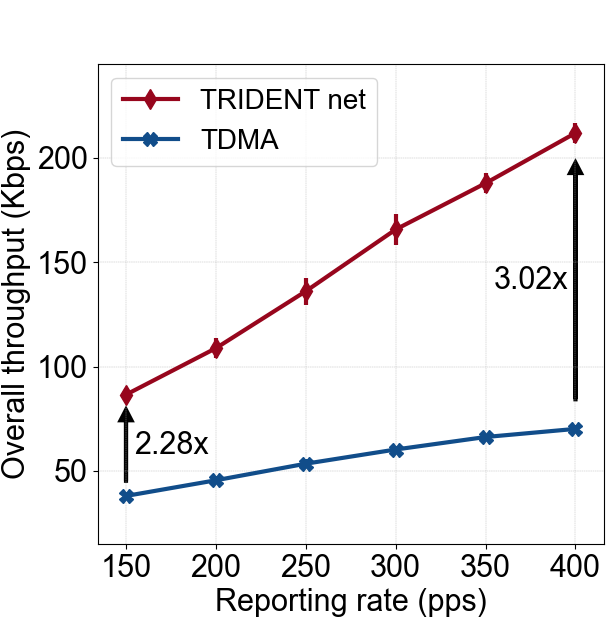 TRIDENT net
TDMA
Overall throughput (Kbps)
200
150
100
50
3.02x
2.28x
150 200 250 300 350 400
Reporting rate (pps)